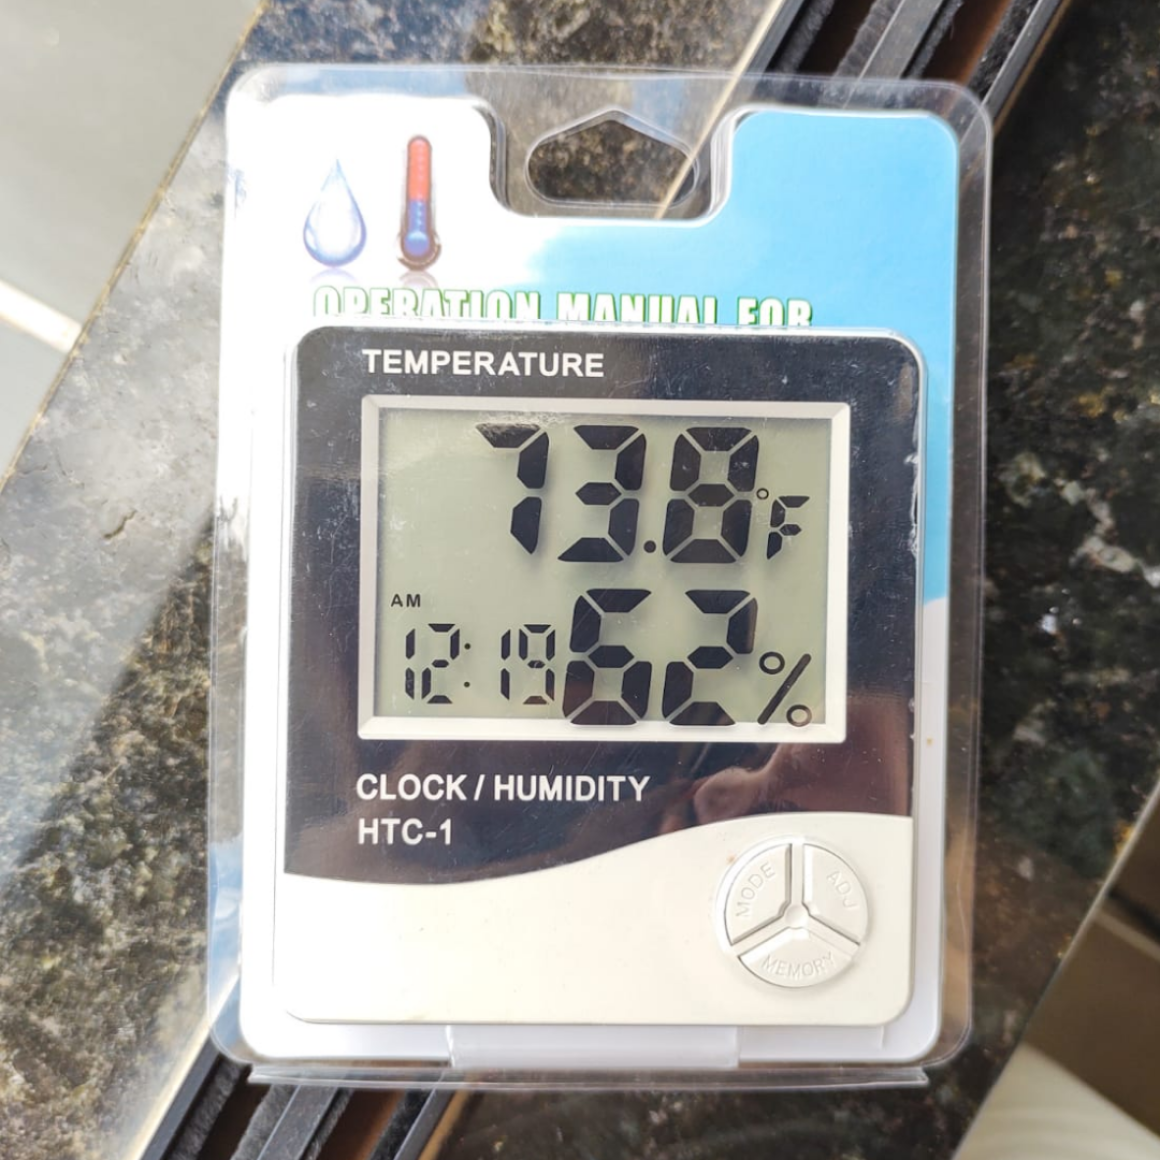 OPERATION MANUAL FOR
TEMPERATURE
73.8°F
AM
12:19 62%
CLOCK / HUMIDITY
HTC-1
MODE
ADJ
MEMORY